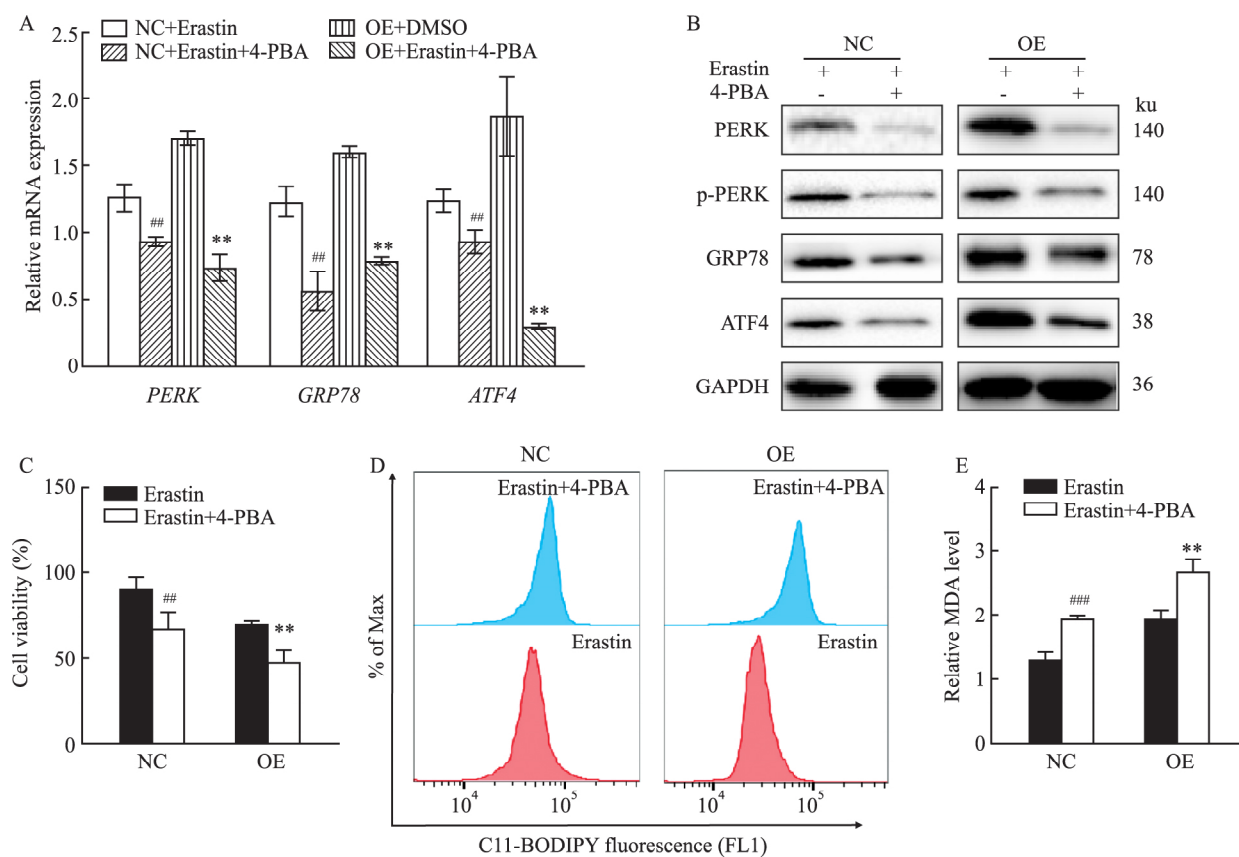 A
NC+Erastin
OE+DMSO
NC+Erastin+4-PBA
OE+Erastin+4-PBA
Relative mRNA expression
2.5
2.0
1.5
1.0
0.5
0
##
**
##
**
##
**
PERK GRP78 ATF4
B
NC OE
Erastin + + + +
4-PBA - + - + ku
PERK 140
p-PERK 140
GRP78 78
ATF4 38
GAPDH 36
C
Erastin
Erastin+4-PBA
Cell viability (%)
150
100
50
0
##
**
NC OE
D
NC OE
Erastin+4-PBA Erastin+4-PBA
Erastin Erastin
% of Max
10⁴ 10⁵ 10⁴ 10⁵
C11-BODIPY fluorescence (FL1)
E
Erastin
Erastin+4-PBA
Relative MDA level
4
3
2
1
0
###
**
NC OE